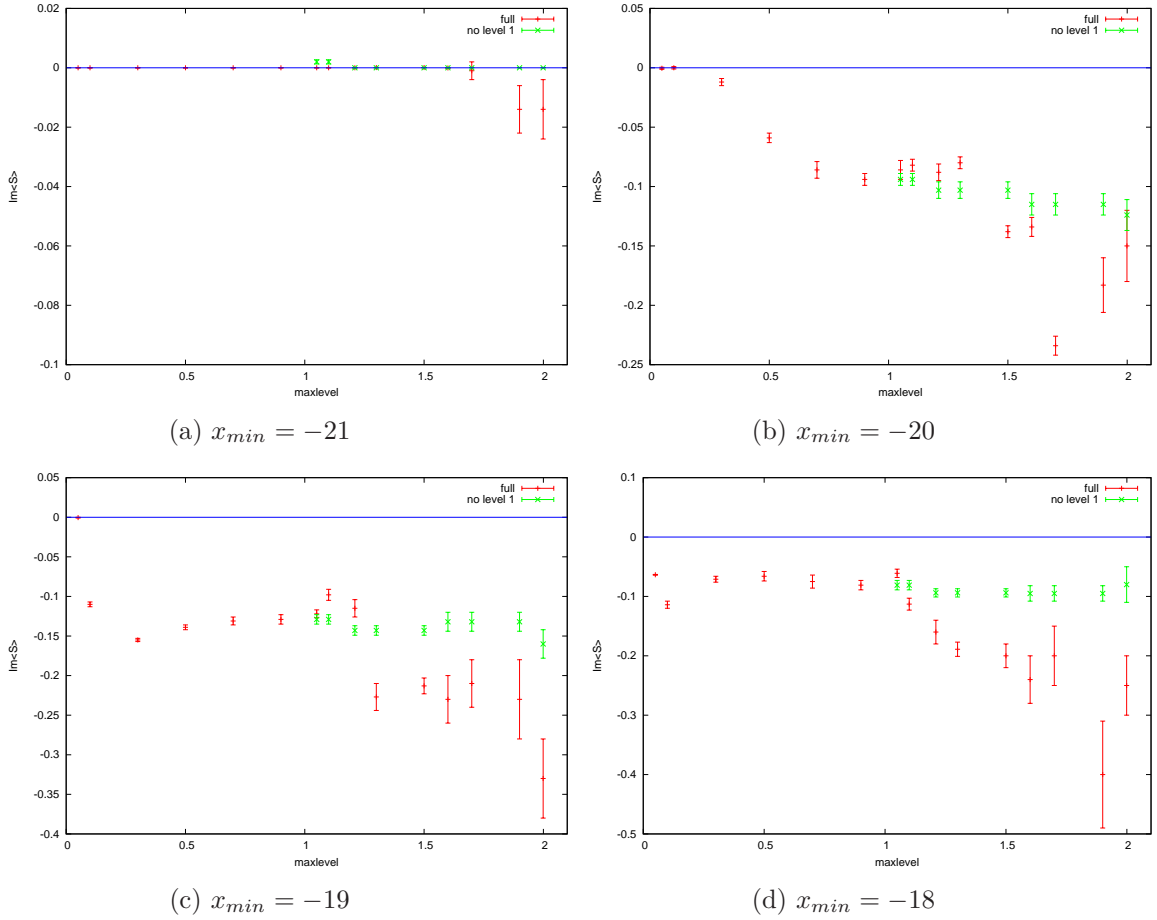 full
no level 1
0.02
0
-0.02
-0.04
-0.06
-0.08
-0.1
Im<S>
0 0.5 1 1.5 2
maxlevel
(a) x_min = −21
full
no level 1
0.05
0
-0.05
-0.1
-0.15
-0.2
-0.25
Im<S>
0 0.5 1 1.5 2
maxlevel
(b) x_min = −20
full
no level 1
0.05
0
-0.05
-0.1
-0.15
-0.2
-0.25
-0.3
-0.35
-0.4
Im<S>
0 0.5 1 1.5 2
maxlevel
(c) x_min = −19
full
no level 1
0.1
0
-0.1
-0.2
-0.3
-0.4
-0.5
Im<S>
0 0.5 1 1.5 2
maxlevel
(d) x_min = −18